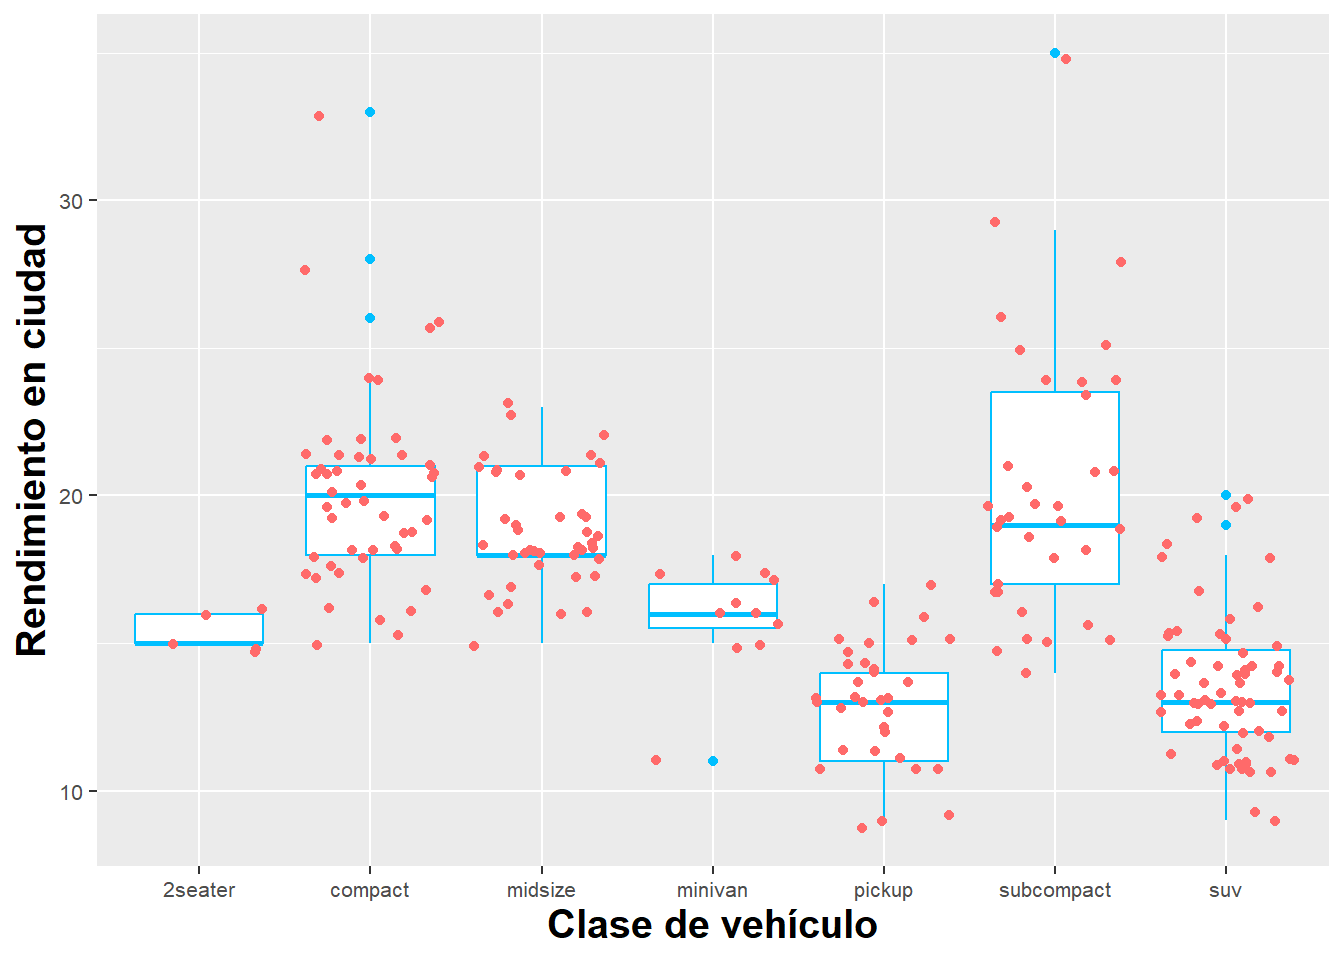 Rendimiento en ciudad
30
20
10
2seater
compact
midsize
minivan
pickup
subcompact
suv
Clase de vehículo